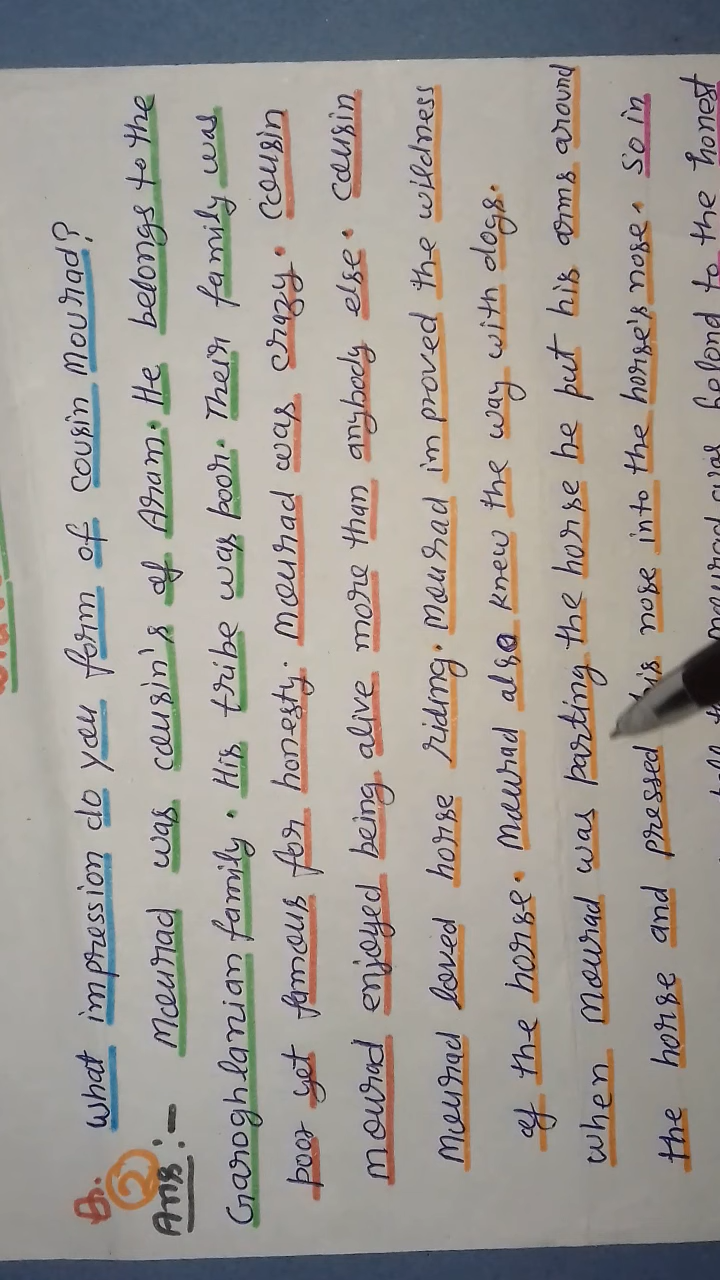 Q.
② What impression do you form of cousin Mourad?
Ans:- Mourad was cousin's of Aram. He belongs to the
Garoghlanian family. His tribe was poor. Their family was
poor yet famous for honesty. Mourad was crazy. Cousin
Mourad enjoyed being alive more than anybody else. Cousin
Mourad loved horse riding. Mourad improved the wildness
of the horse. Mourad also knew the way with dogs.
When Mourad was parting the horse he put his arms around
the horse and pressed his nose into the horse's nose. So in
Mourad was belond to the honest